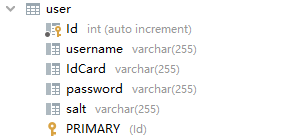 user
Id int (auto increment)
username varchar(255)
IdCard varchar(255)
password varchar(255)
salt varchar(255)
PRIMARY (Id)